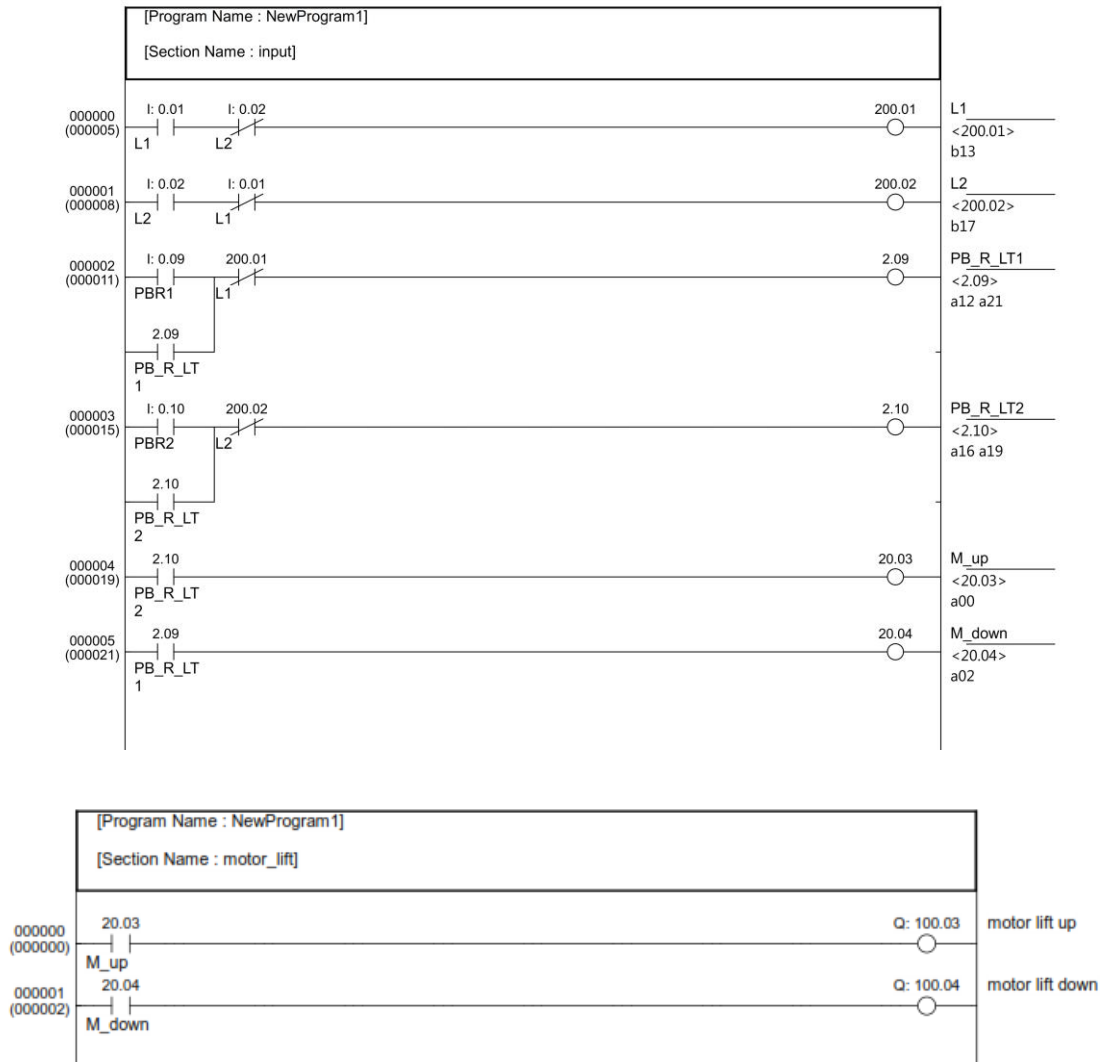 [Program Name : NewProgram1]
[Section Name : input]
000000
(000005)
I: 0.01
L1
I: 0.02
L2
200.01
L1
<200.01>
b13
000001
(000008)
I: 0.02
L2
I: 0.01
L1
200.02
L2
<200.02>
b17
000002
(000011)
I: 0.09
PBR1
200.01
L1
2.09
PB_R_LT1
<2.09>
a12 a21
2.09
PB_R_LT
1
000003
(000015)
I: 0.10
PBR2
200.02
L2
2.10
PB_R_LT2
<2.10>
a16 a19
2.10
PB_R_LT
2
000004
(000019)
2.10
PB_R_LT
2
20.03
M_up
<20.03>
a00
000005
(000021)
2.09
PB_R_LT
1
20.04
M_down
<20.04>
a02
[Program Name : NewProgram1]
[Section Name : motor_lift]
000000
(000000)
20.03
M_up
Q: 100.03
motor lift up
000001
(000002)
20.04
M_down
Q: 100.04
motor lift down